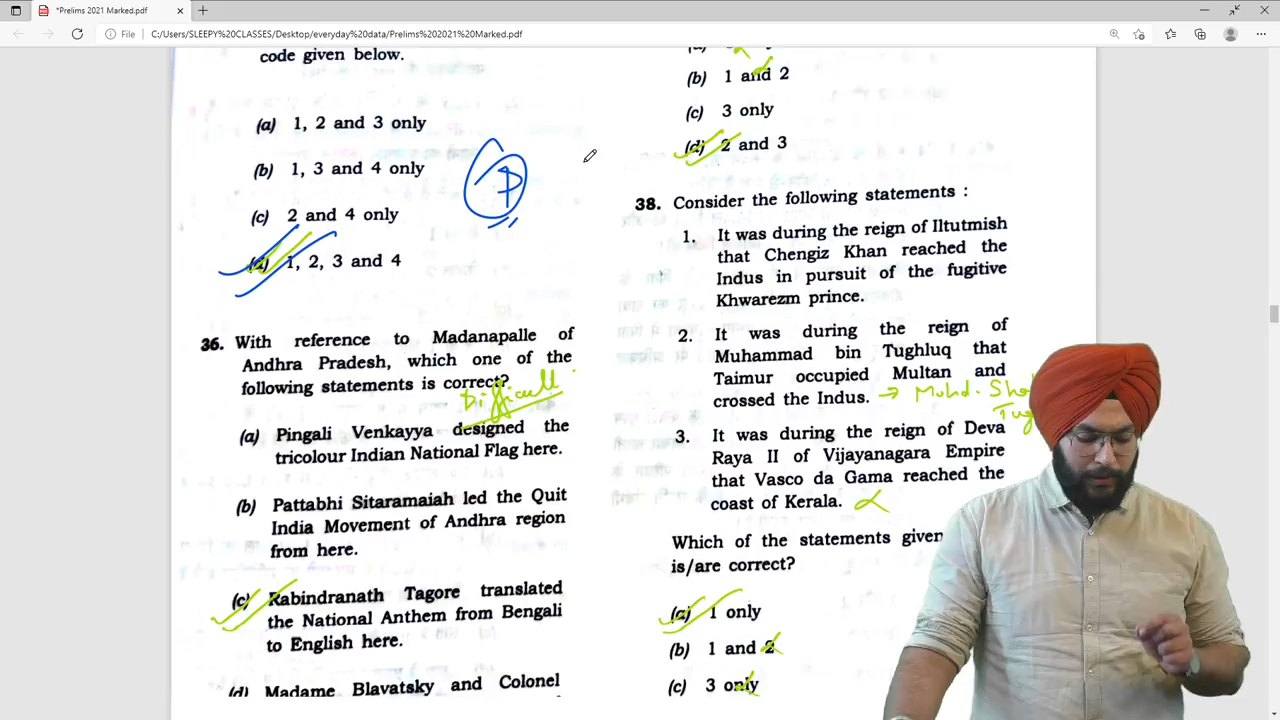 *Prelims 2021 Marked.pdf
File
C:/Users/SLEEPY%20CLASSES/Desktop/everyday%20data/Prelims%202021%20Marked.pdf
code given below.
(a) 1, 2 and 3 only
(b) 1, 3 and 4 only
(c) 2 and 4 only
(d) 1, 2, 3 and 4
36. With reference to Madanapalle of
Andhra Pradesh, which one of the
following statements is correct?
Difficult
(a) Pingali Venkayya designed the
tricolour Indian National Flag here.
(b) Pattabhi Sitaramaiah led the Quit
India Movement of Andhra region
from here.
(c) Rabindranath Tagore translated
the National Anthem from Bengali
to English here.
(d) Madame Blavatsky and Colonel
(b) 1 and 2
(c) 3 only
(d) 2 and 3
38. Consider the following statements :
1. It was during the reign of Iltutmish
that Chengiz Khan reached the
Indus in pursuit of the fugitive
Khwarezm prince.
2. It was during the reign of
Muhammad bin Tughluq that
Taimur occupied Multan and
crossed the Indus. → Mohd. Sha
Tug
3. It was during the reign of Deva
Raya II of Vijayanagara Empire
that Vasco da Gama reached the
coast of Kerala.
Which of the statements given
is/are correct?
(a) 1 only
(b) 1 and 2
(c) 3 only